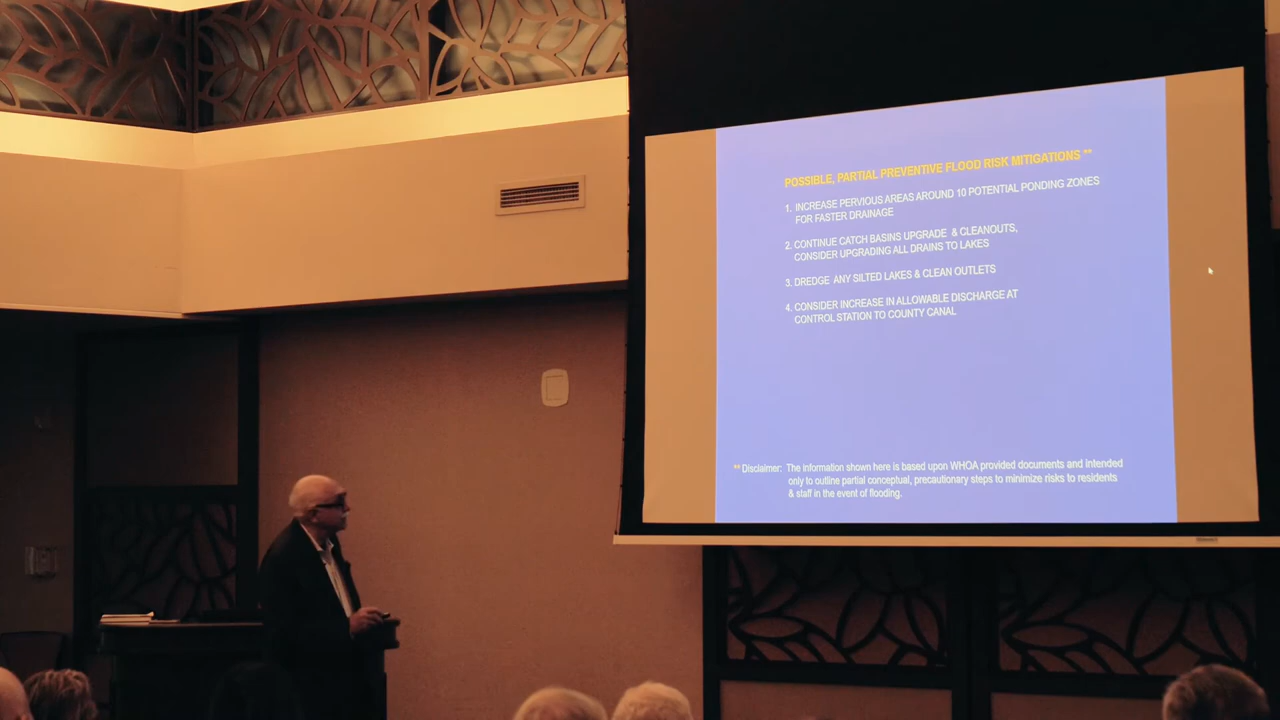 POSSIBLE, PARTIAL PREVENTIVE FLOOD RISK MITIGATIONS **
1. INCREASE PERVIOUS AREAS AROUND 10 POTENTIAL PONDING ZONES
FOR FASTER DRAINAGE
2. CONTINUE CATCH BASINS UPGRADE & CLEANOUTS,
CONSIDER UPGRADING ALL DRAINS TO LAKES
3. DREDGE ANY SILTED LAKES & CLEAN OUTLETS
4. CONSIDER INCREASE IN ALLOWABLE DISCHARGE AT
CONTROL STATION TO COUNTY CANAL
** Disclaimer: The information shown here is based upon WHOA provided documents and intended
only to outline partial conceptual, precautionary steps to minimize risks to residents
& staff in the event of flooding.